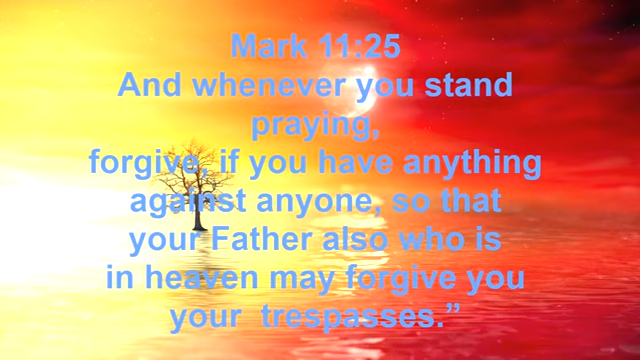 Mark 11:25
And whenever you stand
praying,
forgive, if you have anything
against anyone, so that
your Father also who is
in heaven may forgive you
your  trespasses.”